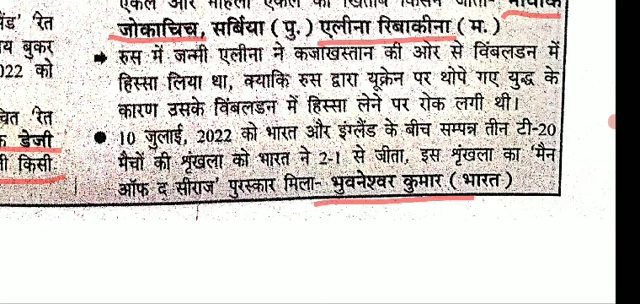 एकल और महिला एकल का खिताब किसने जीता- नोवाक
जोकाचिच, सर्बिया ( पु. ) एलीना रिबाकीना ( म. )
➡ रुस में जन्मी एलीना ने कजाखस्तान की ओर से विंबलडन में
हिस्सा लिया था, क्योकि रुस द्वारा यूक्रेन पर थोपे गए युद्ध के
कारण उसके विंबलडन में हिस्सा लेने पर रोक लगी थी।
● 10 जुलाई, 2022 को भारत और इंग्लैंड के बीच सम्पन्न तीन टी-20
मैचों की शृंखला को भारत ने 2-1 से जीता, इस शृंखला का 'मैन
ऑफ द सीराज' पुरस्कार मिला- भुवनेश्वर कुमार ( भारत )
'रेत
य बुकर
022 को
'रेत
डेजी
किसी